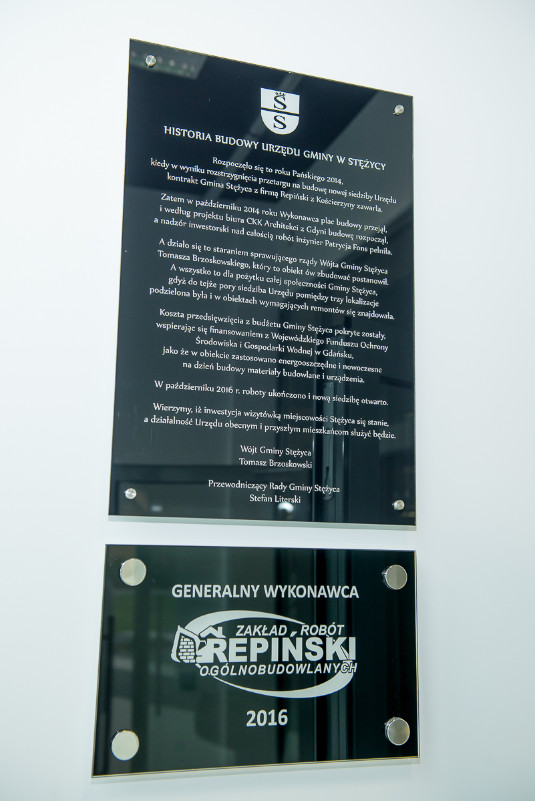 S
S
HISTORIA BUDOWY URZĘDU GMINY W STĘŻYCY
Rozpoczęło się to roku Pańskiego 2014,
kiedy w wyniku rozstrzygnięcia przetargu na budowę nowej siedziby Urzędu
kontrakt Gmina Stężyca z firmą Repiński z Kościerzyny zawarła.
Zatem w październiku 2014 roku Wykonawca plac budowy przejął,
i według projektu biura CKK Architekci z Gdyni budowę rozpoczął,
a nadzór inwestorski nad całością robót inżynier Patrycja Fons pełniła.
A działo się to staraniem sprawującego rządy Wójta Gminy Stężyca
Tomasza Brzoskowskiego, który to obiekt ów zbudować postanowił.
A wszystko to dla pożytku całej społeczności Gminy Stężyca,
gdyż do tejże pory siedziba Urzędu pomiędzy trzy lokalizacje
podzielona była i w obiektach wymagających remontów się znajdowała.
Koszta przedsięwzięcia z budżetu Gminy Stężyca pokryte zostały,
wspierając się finansowaniem z Wojewódzkiego Funduszu Ochrony
Środowiska i Gospodarki Wodnej w Gdańsku,
jako że w obiekcie zastosowano energooszczędne i nowoczesne
na dzień budowy materiały budowlane i urządzenia.
W październiku 2016 r. roboty ukończono i nową siedzibę otwarto.
Wierzymy, iż inwestycja wizytówką miejscowości Stężyca się stanie,
a działalność Urzędu obecnym i przyszłym mieszkańcom służyć będzie.
Wójt Gminy Stężyca
Tomasz Brzoskowski
Przewodniczący Rady Gminy Stężyca
Stefan Literski
GENERALNY WYKONAWCA
ZAKŁAD ROBÓT
REPIŃSKI
OGÓLNOBUDOWLANYCH
2016